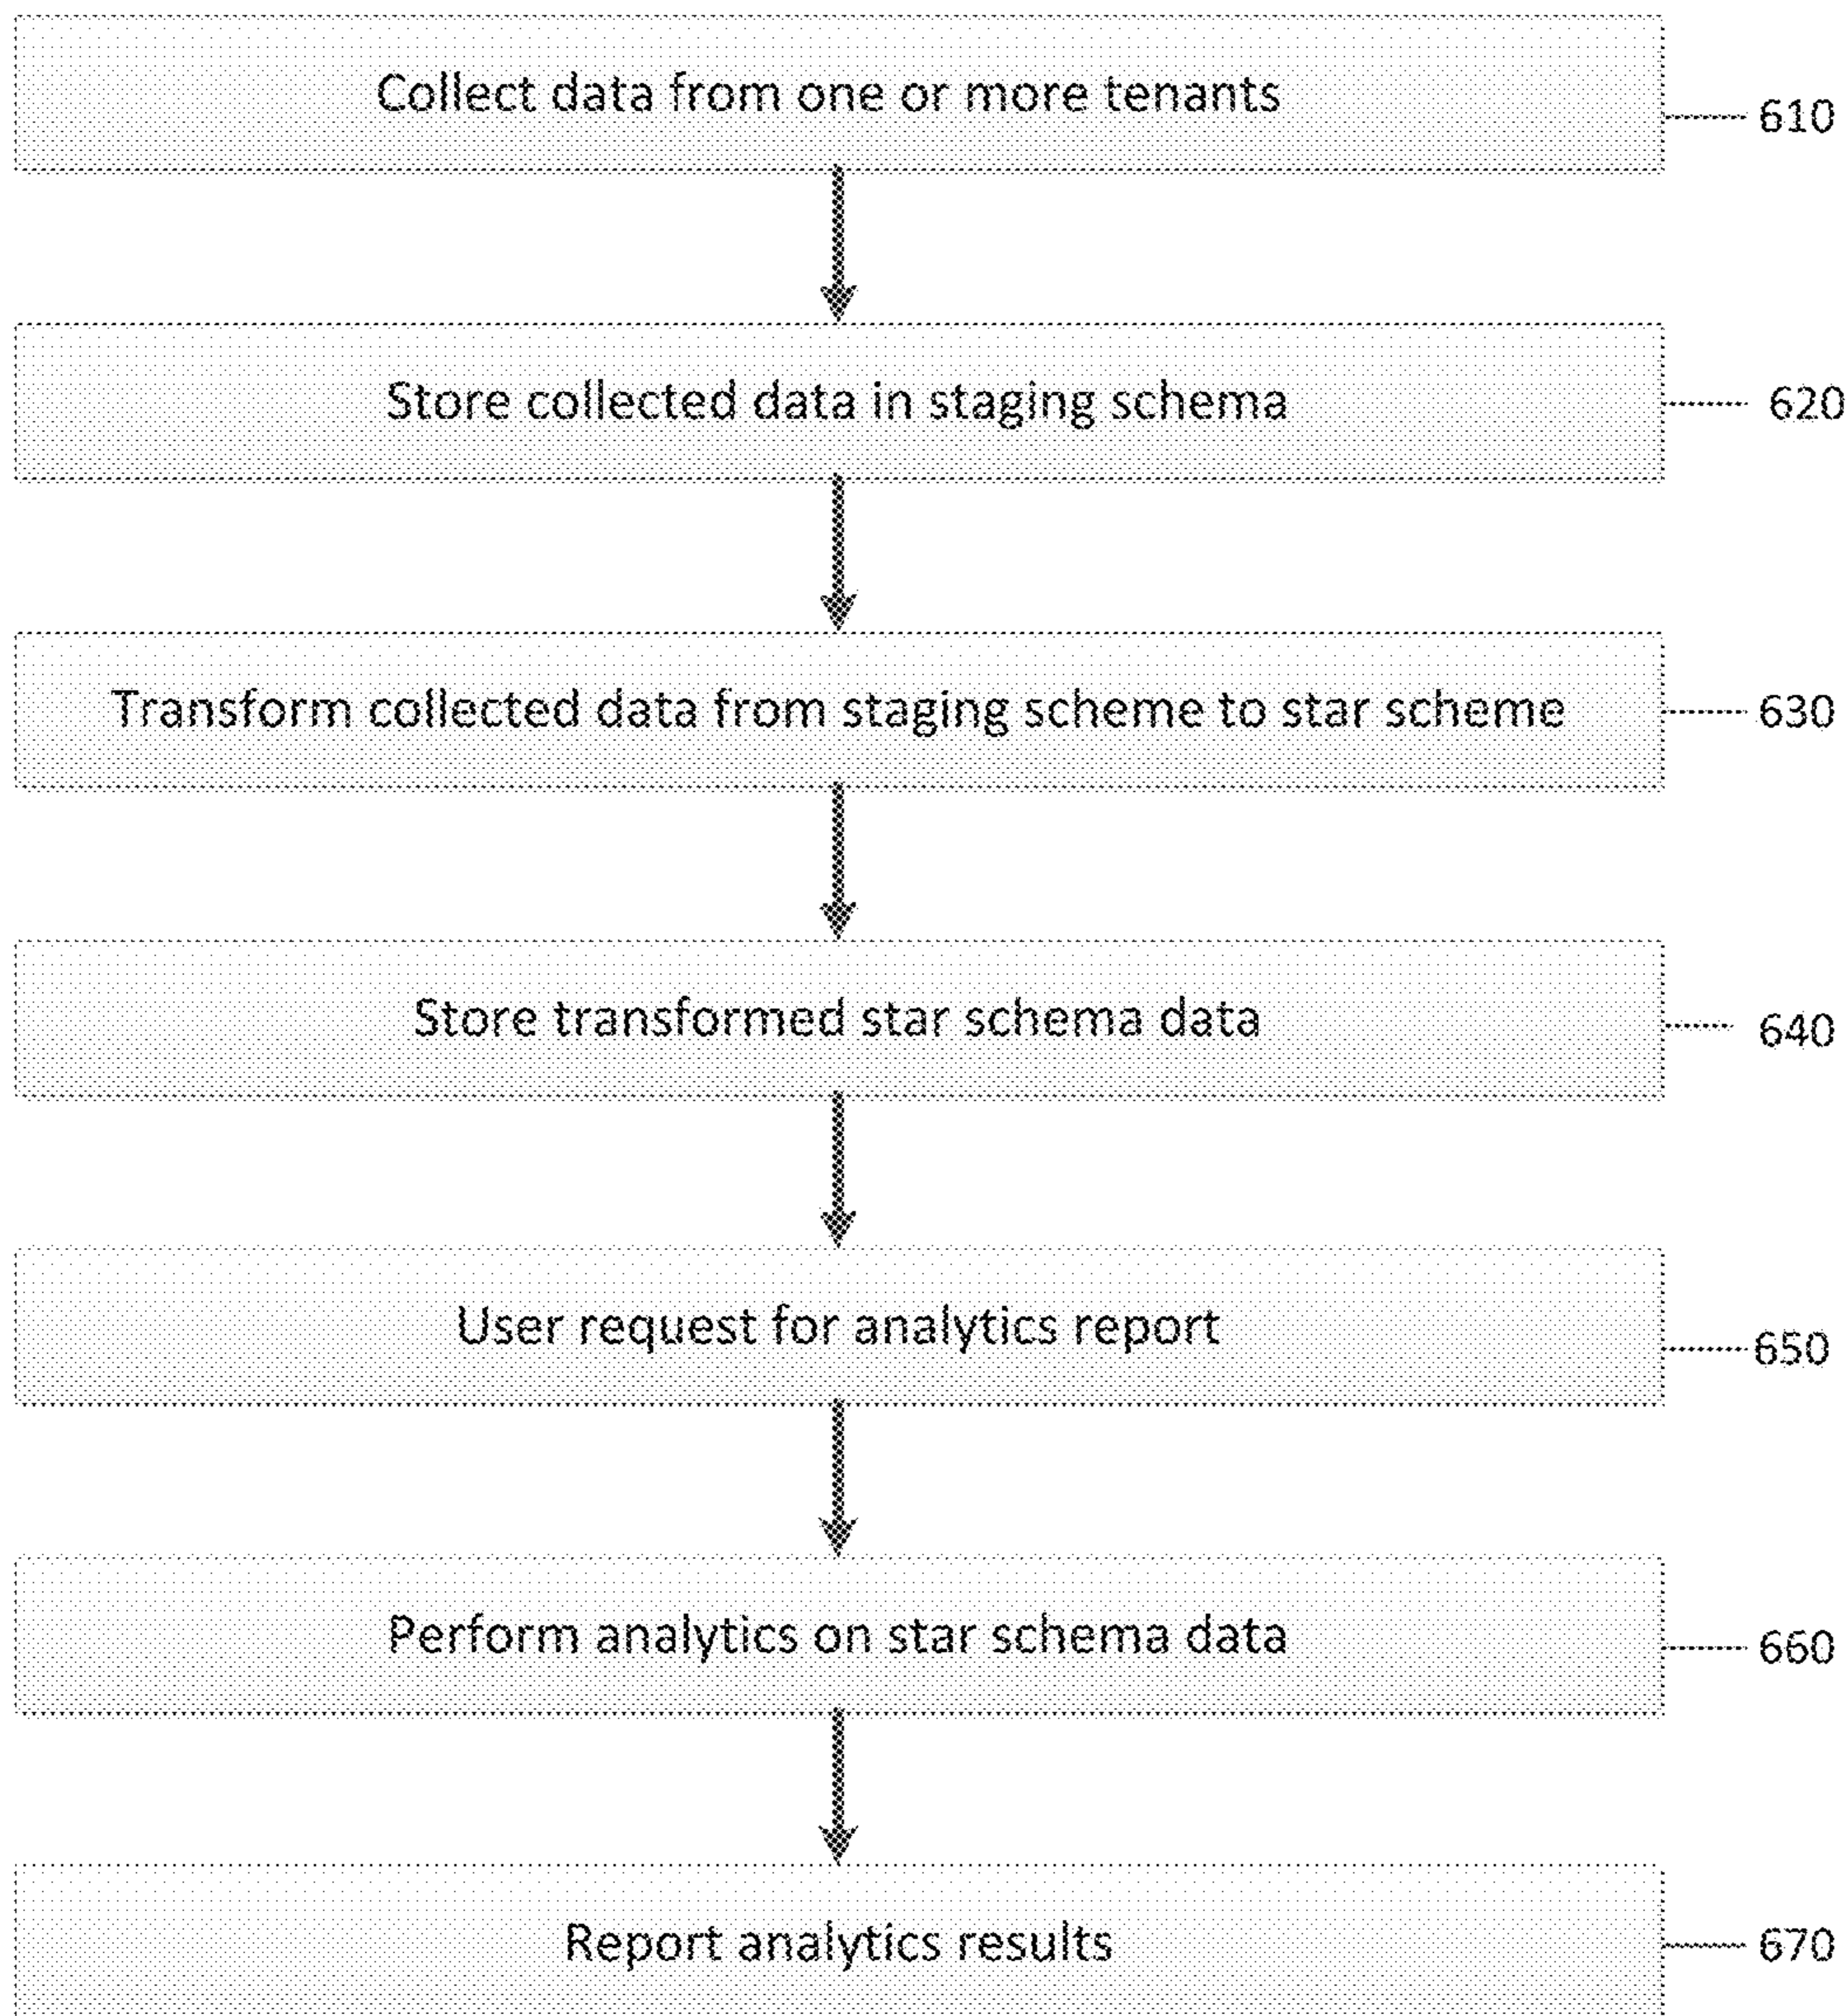 Collect data from one or more tenants
610
Store collected data in staging schema
620
Transform collected data from staging scheme to star scheme
630
Store transformed star schema data
640
User request for analytics report
650
Perform analytics on star schema data
660
Report analytics results
670